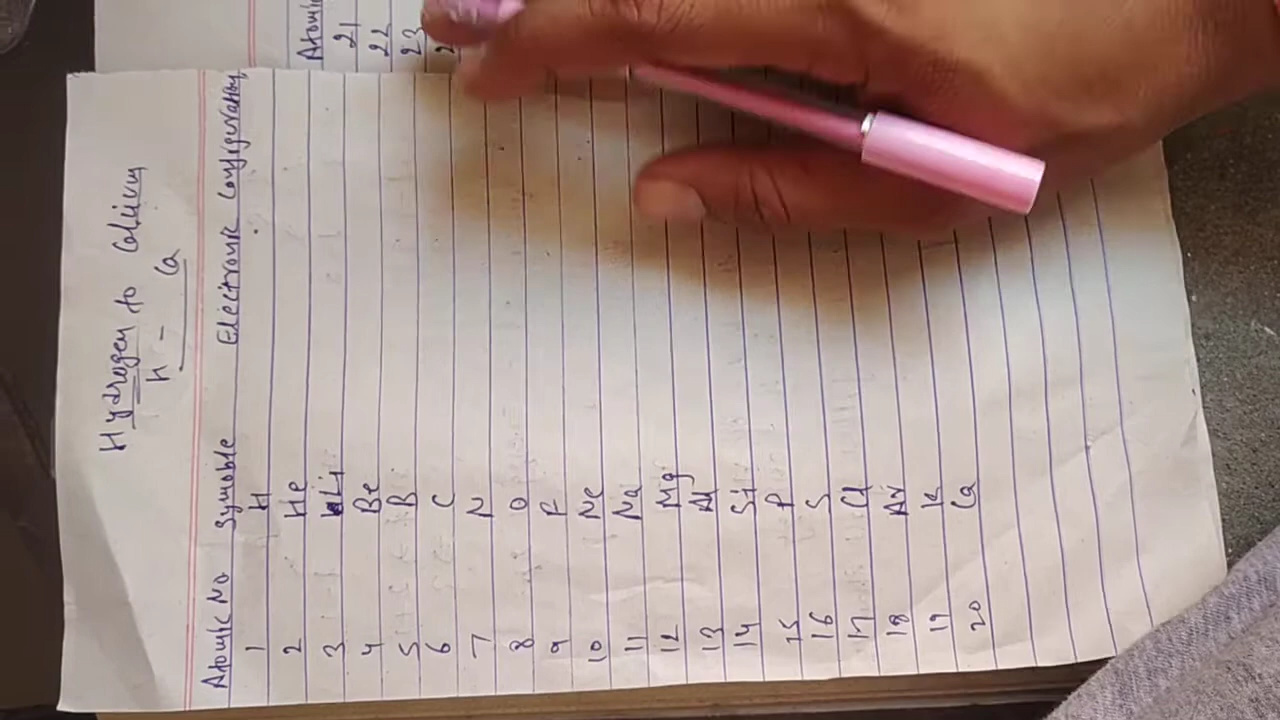 Hydrogen to Calcium
H - Ca
Atomic No Symoble Electronic Configuration
1 H
2 He
3 Li
4 Be
5 B
6 C
7 N
8 O
9 F
10 Ne
11 Na
12 Mg
13 Al
14 Si
15 P
16 S
17 Cl
18 Ar
19 K
20 Ca
Atomic
21
22
23